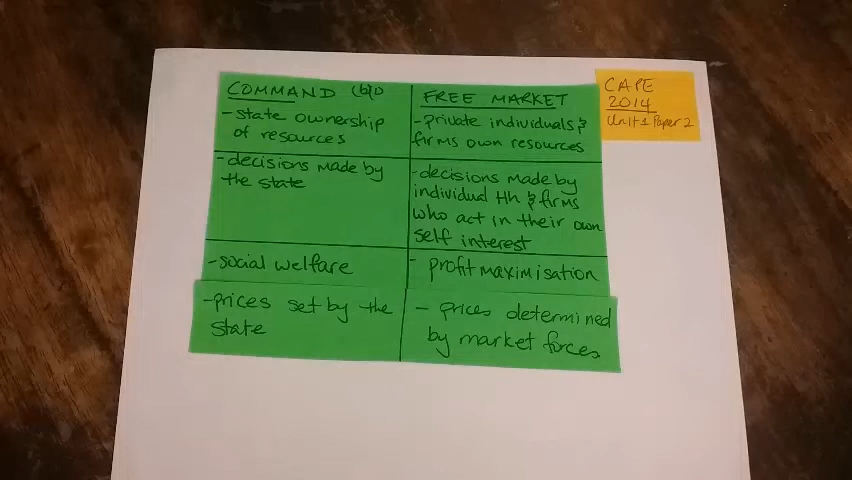 COMMAND (b)(i)
- state ownership
of resources
FREE MARKET
- private individuals &
firms own resources
- decisions made by
the state
- decisions made by
individual Hh & firms
who act in their own
self interest
- social welfare
- profit maximisation
- prices set by the
state
- prices determined
by market forces
CAPE
2014
Unit 1 Paper 2